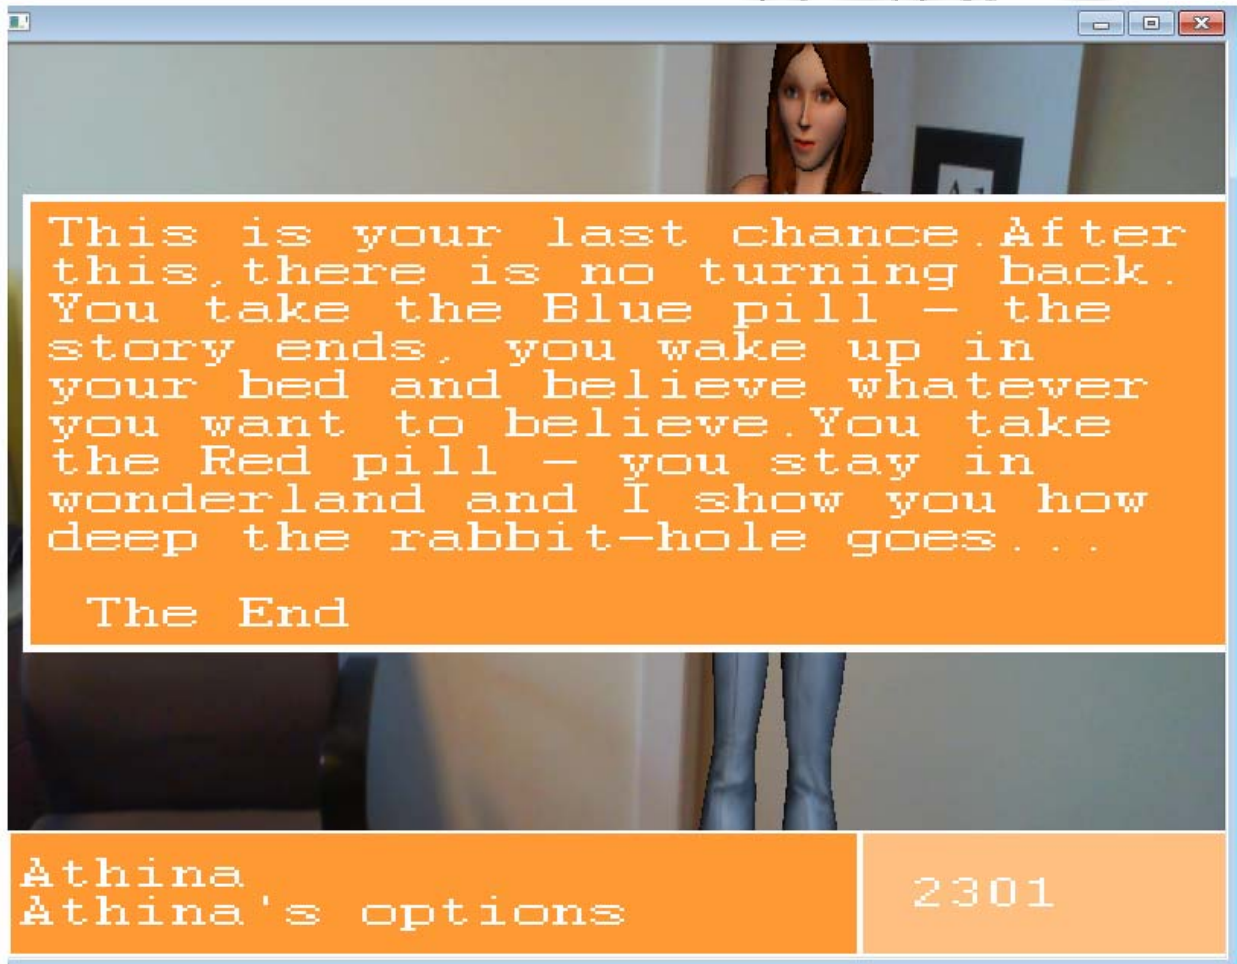 This is your last chance.After
this,there is no turning back.
You take the Blue pill – the
story ends, you wake up in
your bed and believe whatever
you want to believe.You take
the Red pill – you stay in
wonderland and I show you how
deep the rabbit-hole goes...
The End
Athina
Athina's options
2301